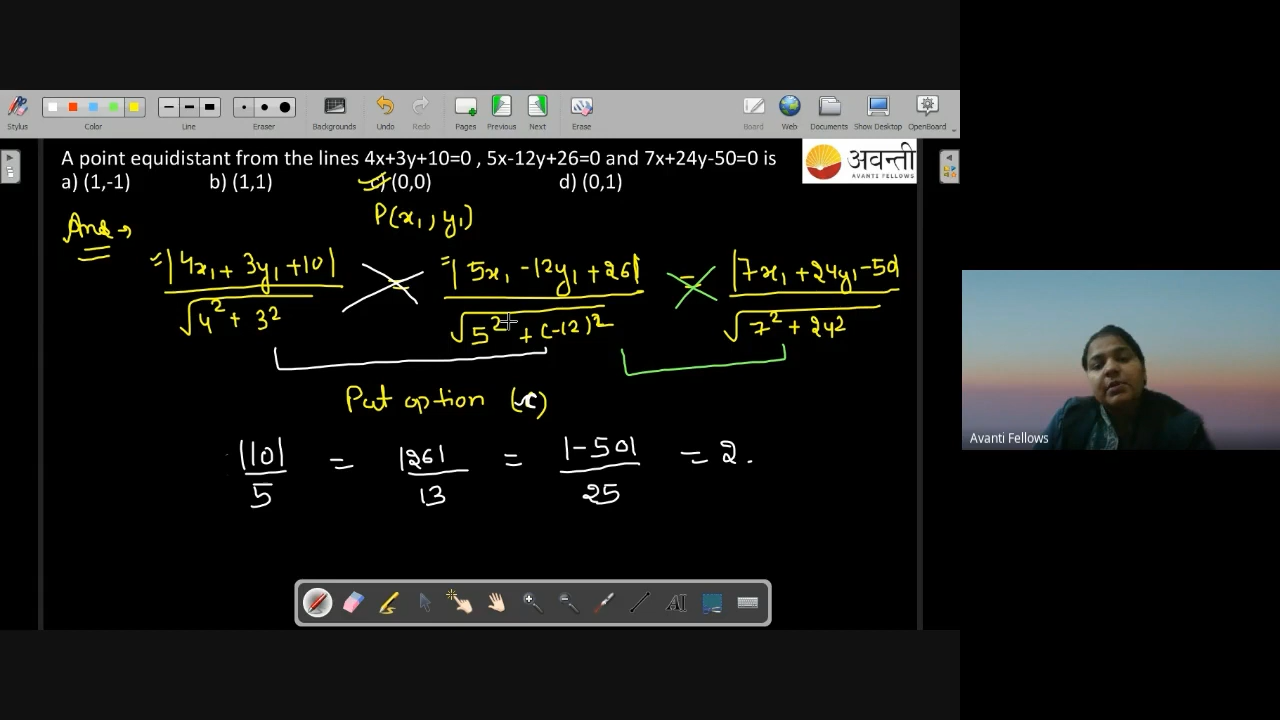 Stylus
Color
Line
Eraser
Backgrounds
Undo
Redo
Pages
Previous
Next
Erase
Board
Web
Documents
Show Desktop
OpenBoard
A point equidistant from the lines 4x+3y+10=0 , 5x-12y+26=0 and 7x+24y-50=0 is
a) (1,-1) b) (1,1) c) (0,0) d) (0,1)
अवन्ती
AVANTI FELLOWS
Ans →
P(x₁, y₁)
= |4x₁ + 3y₁ + 10| / √4² + 3² = = |5x₁ - 12y₁ + 26| / √5² + (-12)² = |7x₁ + 24y₁ - 50| / √7² + 24²
Put option (c)
|10| / 5 = |26| / 13 = |-50| / 25 = 2.
Avanti Fellows
AI